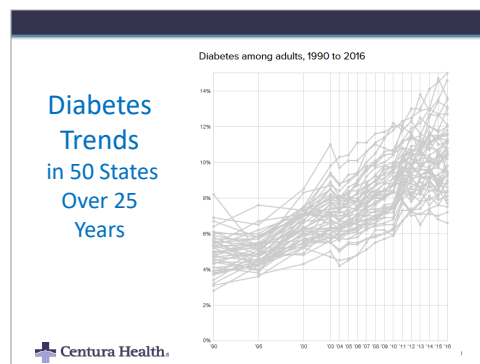 Diabetes among adults, 1990 to 2016
Diabetes
Trends
in 50 States
Over 25
Years
14%
12%
10%
8%
6%
4%
2%
0%
'90 '95 '00 '03 '04 '05 '06 '07 '08 '09 '10 '11 '12 '13 '14 '15 '16
Centura Health.